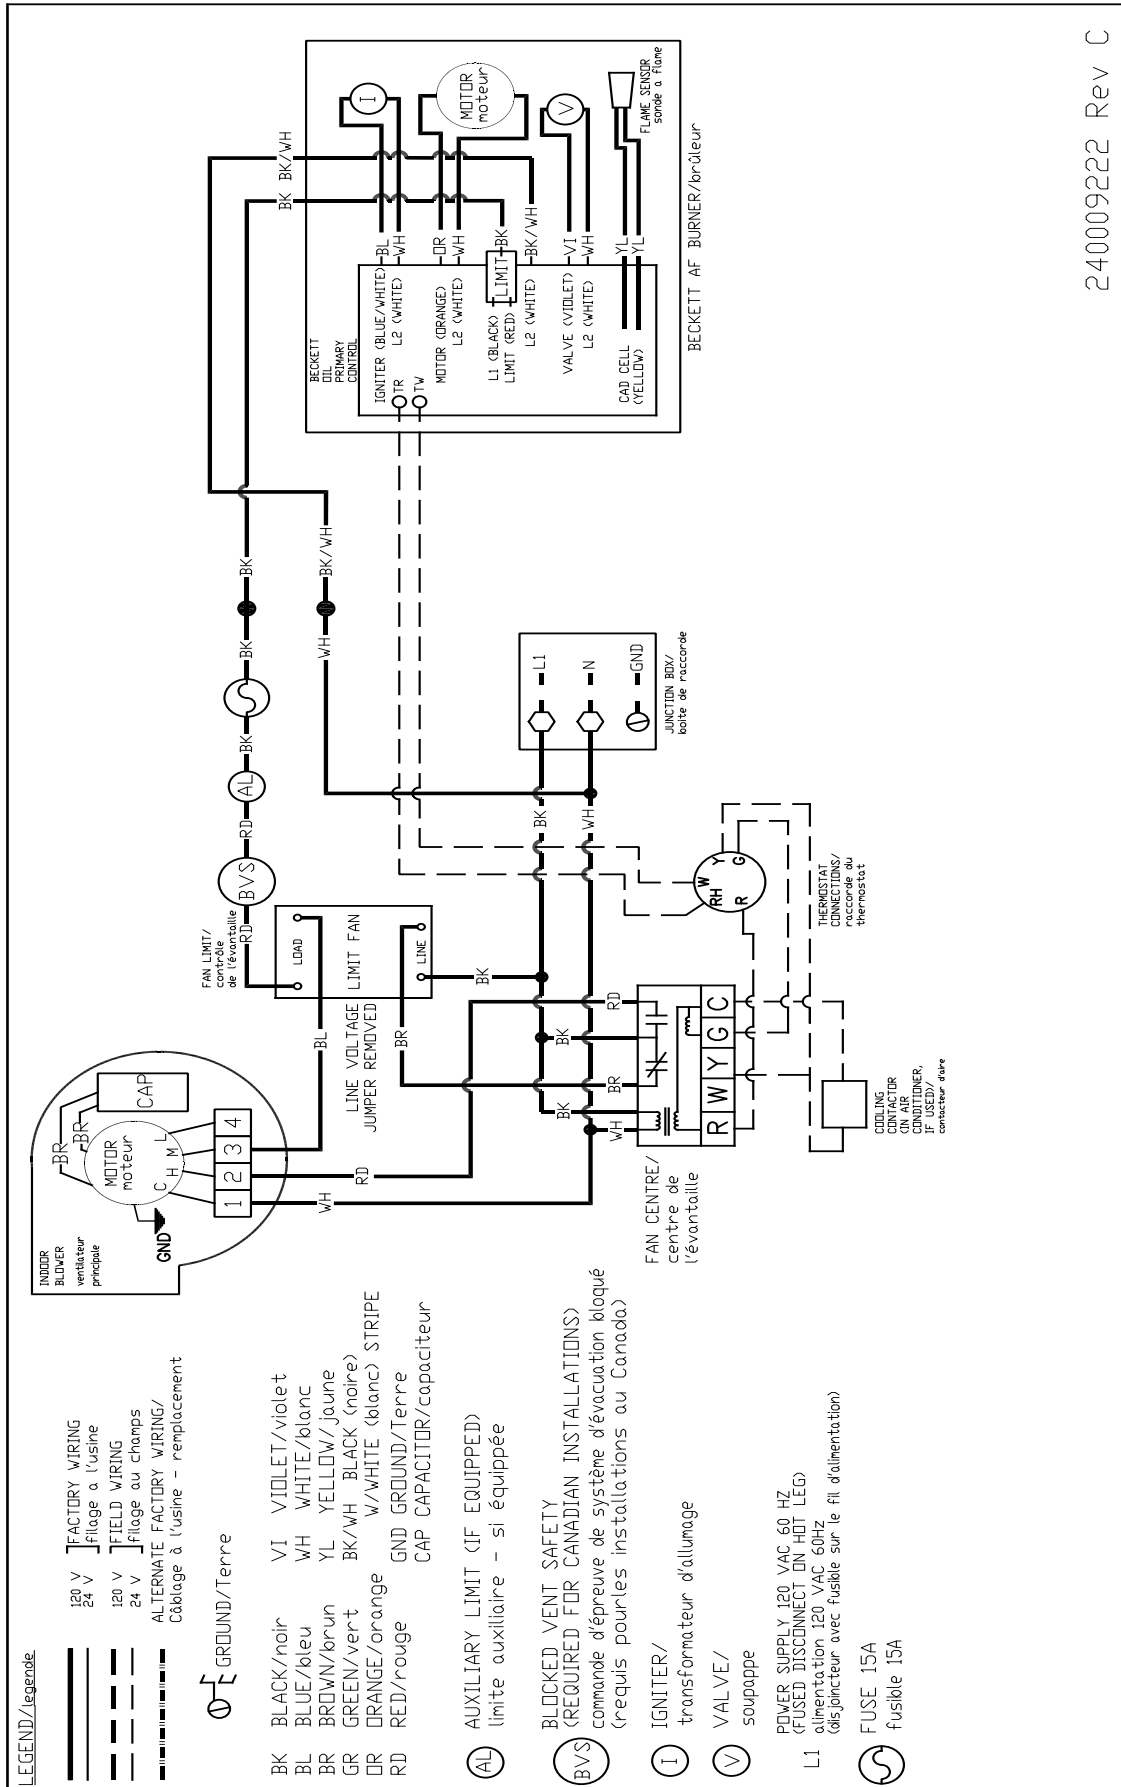 LEGEND/legende
120 V
24 V
FACTORY WIRING
filage a l'usine
120 V
24 V
FIELD WIRING
filage au champs
ALTERNATE FACTORY WIRING/
Câblage à l'usine - remplacement
GROUND/Terre
BK BLACK/noir
BL BLUE/bleu
BR BROWN/brun
GR GREEN/vert
OR ORANGE/orange
RD RED/rouge
VI VIOLET/violet
WH WHITE/blanc
YL YELLOW/jaune
BK/WH BLACK (noire)
W/WHITE (blanc) STRIPE
GND GROUND/Terre
CAP CAPACITOR/capaciteur
AL
AUXILIARY LIMIT (IF EQUIPPED)
limite auxiliaire - si équippée
BVS
BLOCKED VENT SAFETY
(REQUIRED FOR CANADIAN INSTALLATIONS)
commande d'épreuve de système d'évacuation bloqué
(requis pourles installations au Canada)
I
IGNITER/
transformateur d'allumage
V
VALVE/
soupappe
L1
POWER SUPPLY 120 VAC 60 HZ
(FUSED DISCONNECT ON HOT LEG)
alimentation 120 VAC 60Hz
(disjoncteur avec fusible sur le fil d'alimentation)
FUSE 15A
fusible 15A
INDOOR
BLOWER
ventilateur
principale
BR
BR
CAP
MOTOR
moteur
C H M L
GND
1 2 3 4
WH
RD
BL
FAN LIMIT/
contrôle
de l'évantaille
LOAD
LIMIT FAN
LINE
LINE VOLTAGE
JUMPER REMOVED
BR
BK
RD
BVS
RD
AL
BK
BK
BK
WH
BK/WH
BK
BK/WH
BK
WH
JUNCTION BOX/
boite de raccorde
L1
N
GND
FAN CENTRE/
centre de
l'évantaille
WH
BK
BR
BK
RD
R W Y G C
THERMOSTAT
CONNECTIONS/
raccorde du
thermostat
RH
W
Y
G
R
COOLING
CONTACTOR
(IN AIR
CONDITIONER,
IF USED)/
contacteur d'aire
BECKETT
OIL
PRIMARY
CONTROL
TR
TW
IGNITER (BLUE/WHITE)
L2 (WHITE)
MOTOR (ORANGE)
L2 (WHITE)
L1 (BLACK)
LIMIT (RED)
LIMIT
L2 (WHITE)
VALVE (VIOLET)
L2 (WHITE)
CAD CELL
(YELLOW)
BL
WH
OR
WH
BK
BK/WH
VI
WH
YL
YL
I
MOTOR
moteur
V
FLAME SENSOR
sonde a flame
BECKETT AF BURNER/brûleur
240009222 Rev C